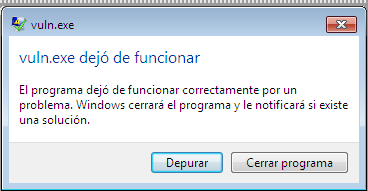 vuln.exe
vuln.exe dejó de funcionar
El programa dejó de funcionar correctamente por un
problema. Windows cerrará el programa y le notificará si existe
una solución.
Depurar
Cerrar programa